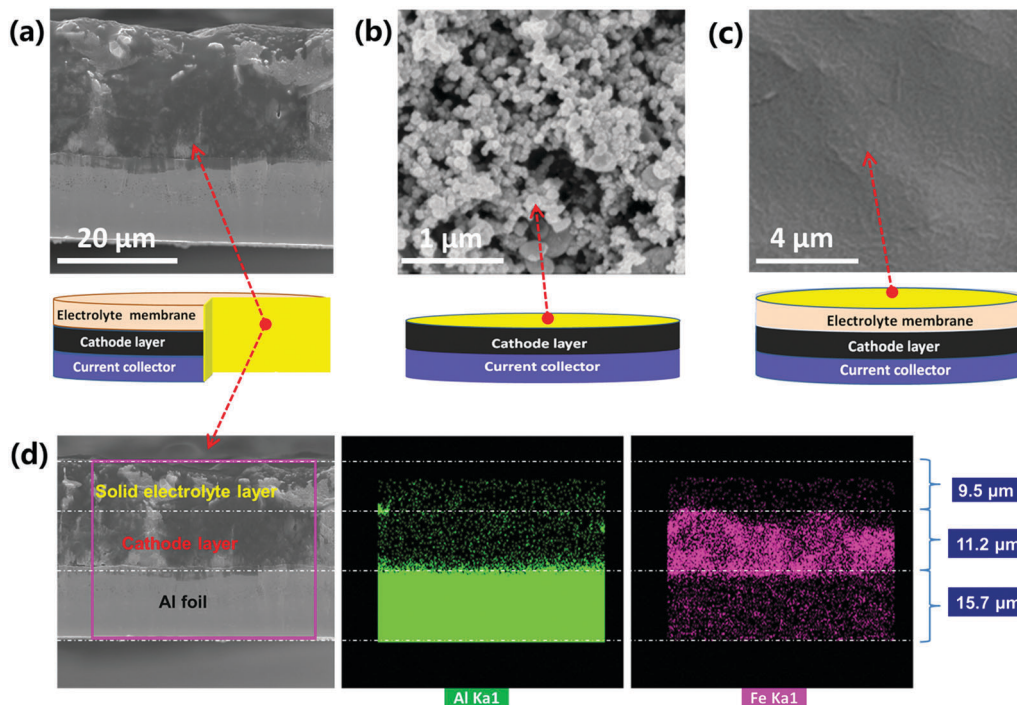 (a)
(b)
(c)
20 µm
1 µm
4 µm
Electrolyte membrane
Cathode layer
Current collector
Cathode layer
Current collector
Electrolyte membrane
Cathode layer
Current collector
(d)
Solid electrolyte layer
Cathode layer
Al foil
9.5 µm
11.2 µm
15.7 µm
Al Ka1
Fe Ka1